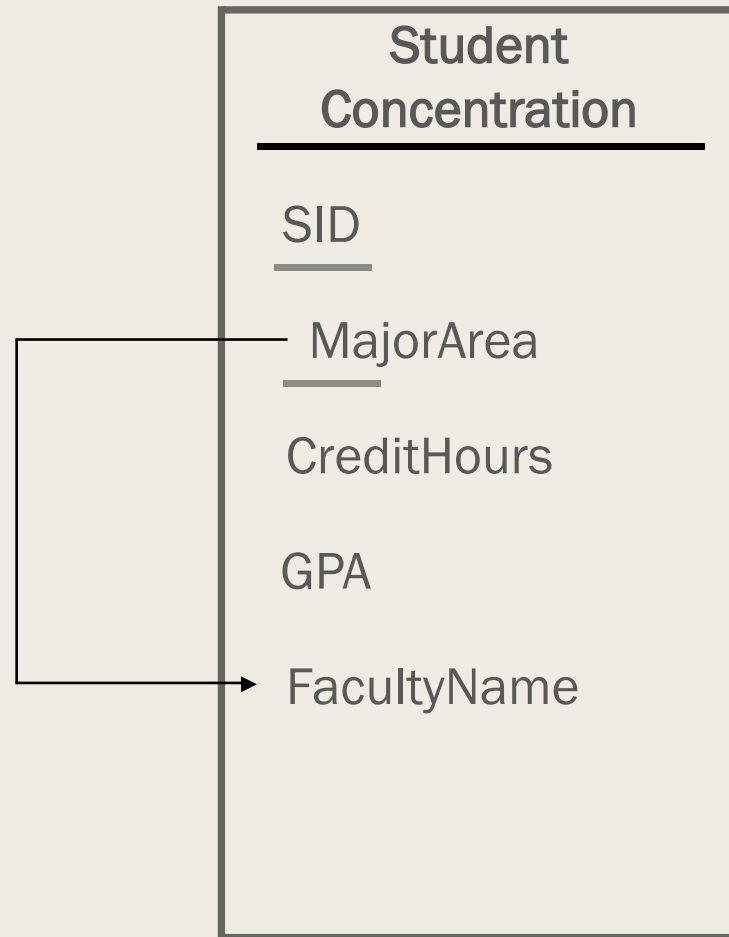 Student
Concentration
SID
MajorArea
CreditHours
GPA
FacultyName